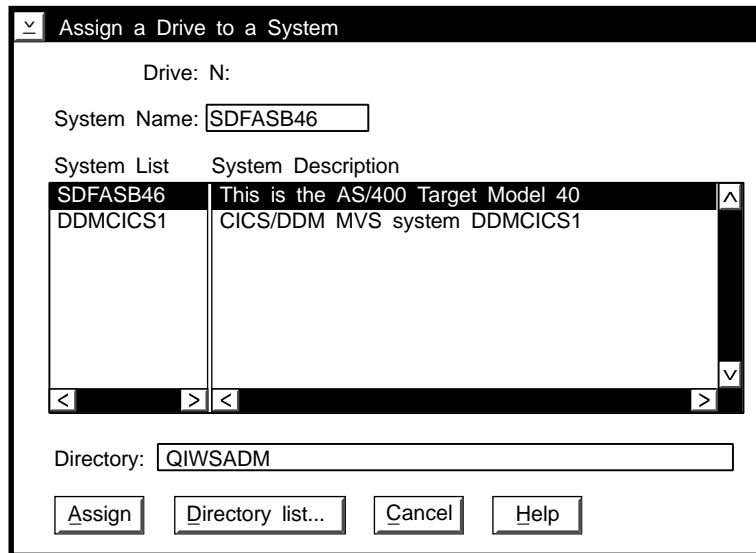 Assign a Drive to a System
Drive: N:
System Name: SDFASB46
System List System Description
SDFASB46 This is the AS/400 Target Model 40
DDMCICS1 CICS/DDM MVS system DDMCICS1
Directory: QIWSADM
Assign Directory list... Cancel Help